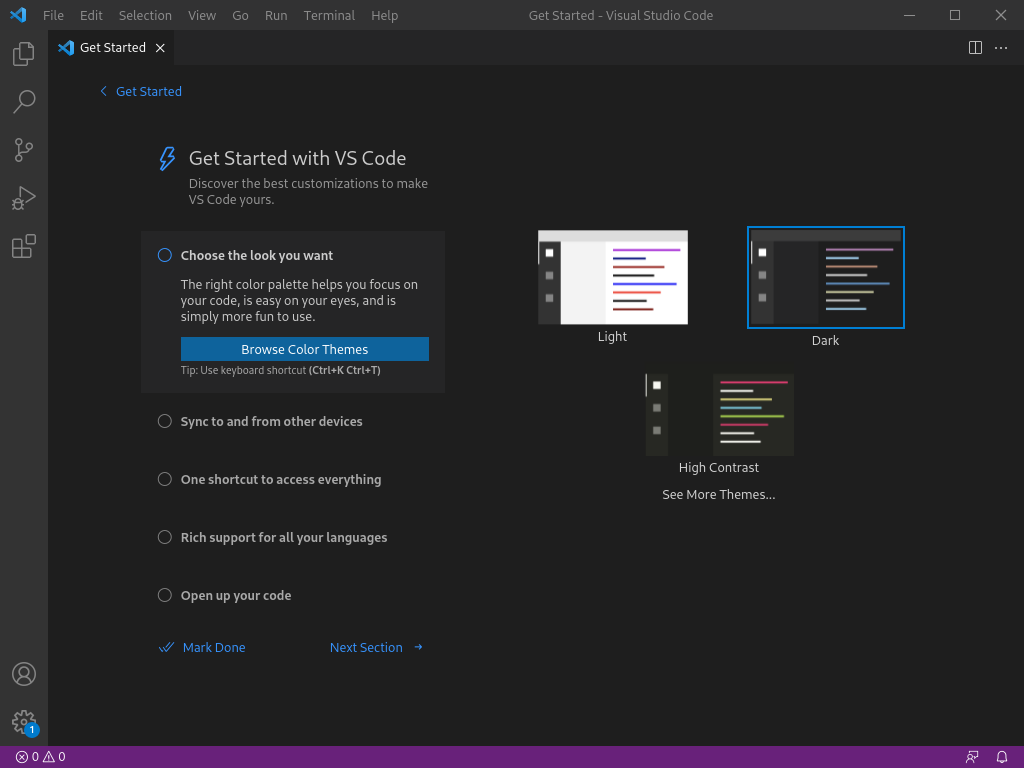 File Edit Selection View Go Run Terminal Help
Get Started - Visual Studio Code
Get Started
Get Started
Get Started with VS Code
Discover the best customizations to make
VS Code yours.
Choose the look you want
The right color palette helps you focus on
your code, is easy on your eyes, and is
simply more fun to use.
Browse Color Themes
Tip: Use keyboard shortcut (Ctrl+K Ctrl+T)
Sync to and from other devices
One shortcut to access everything
Rich support for all your languages
Open up your code
Mark Done
Next Section
Light
Dark
High Contrast
See More Themes...
1
0 0